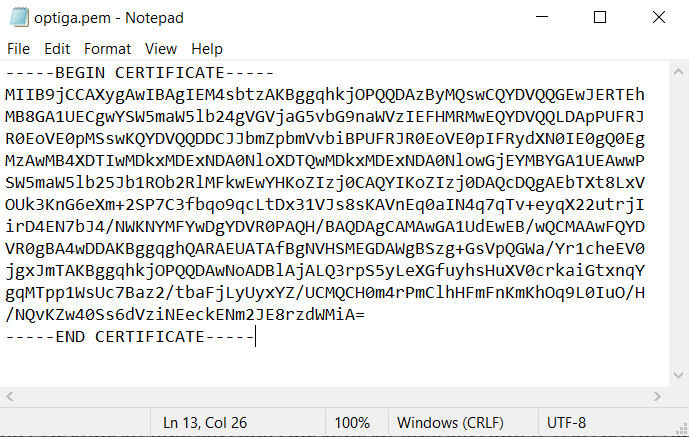 optiga.pem - Notepad
File Edit Format View Help
-----BEGIN CERTIFICATE-----
MIIB9jCCAXygAwIBAgIEM4sbtzAKBggqhkjOPQQDAzByMQswCQYDVQQGEwJERTEh
MB8GA1UECgwYSW5maW5lb24gVGVjaG5vbG9naWVzIEFHMRMwEQYDVQQLDApPUFRJ
R0EoVE0pMSswKQYDVQQDDCJJbmZpbmVvbiBPUFRJR0EoVE0pIFRydXN0IE0gQ0Eg
MzAwMB4XDTIwMDkxMDExNDA0NloXDTQwMDkxMDExNDA0NlowGjEYMBYGA1UEAwwP
SW5maW5lb25Jb1ROb2RlMFkwEwYHKoZIzj0CAQYIKoZIzj0DAQcDQgAEbTXt8LxV
OUk3KnG6eXm+2SP7C3fbqo9qcLtDx31VJs8sKAVnEq0aIN4q7qTv+eyqX22utrjI
irD4EN7bJ4/NWKNYMFYwDgYDVR0PAQH/BAQDAgCAMAwGA1UdEwEB/wQCMAAwFQYD
VR0gBA4wDDAKBggqghQARAEUATAfBgNVHSMEGDAWgBSzg+GsVpQGWa/Yr1cheEV0
jgxJmTAKBggqhkjOPQQDAwNoADBlAjALQ3rpS5yLeXGfuyhsHuXV0crkaiGtxnqY
gqMTpp1WsUc7Baz2/tbaFjLyUyxYZ/UCMQCH0m4rPmClhHFmFnKmKhOq9L0IuO/H
/NQvKZw40Ss6dVziNEeckENm2JE8rzdWMiA=
-----END CERTIFICATE-----
Ln 13, Col 26 100% Windows (CRLF) UTF-8